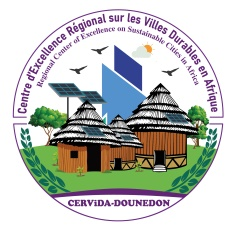 Centre d'Excellence Régional sur les Villes Durables en Afrique
Regional Center of Excellence on Sustainable Cities in Africa
CERViDA-DOUNEDON